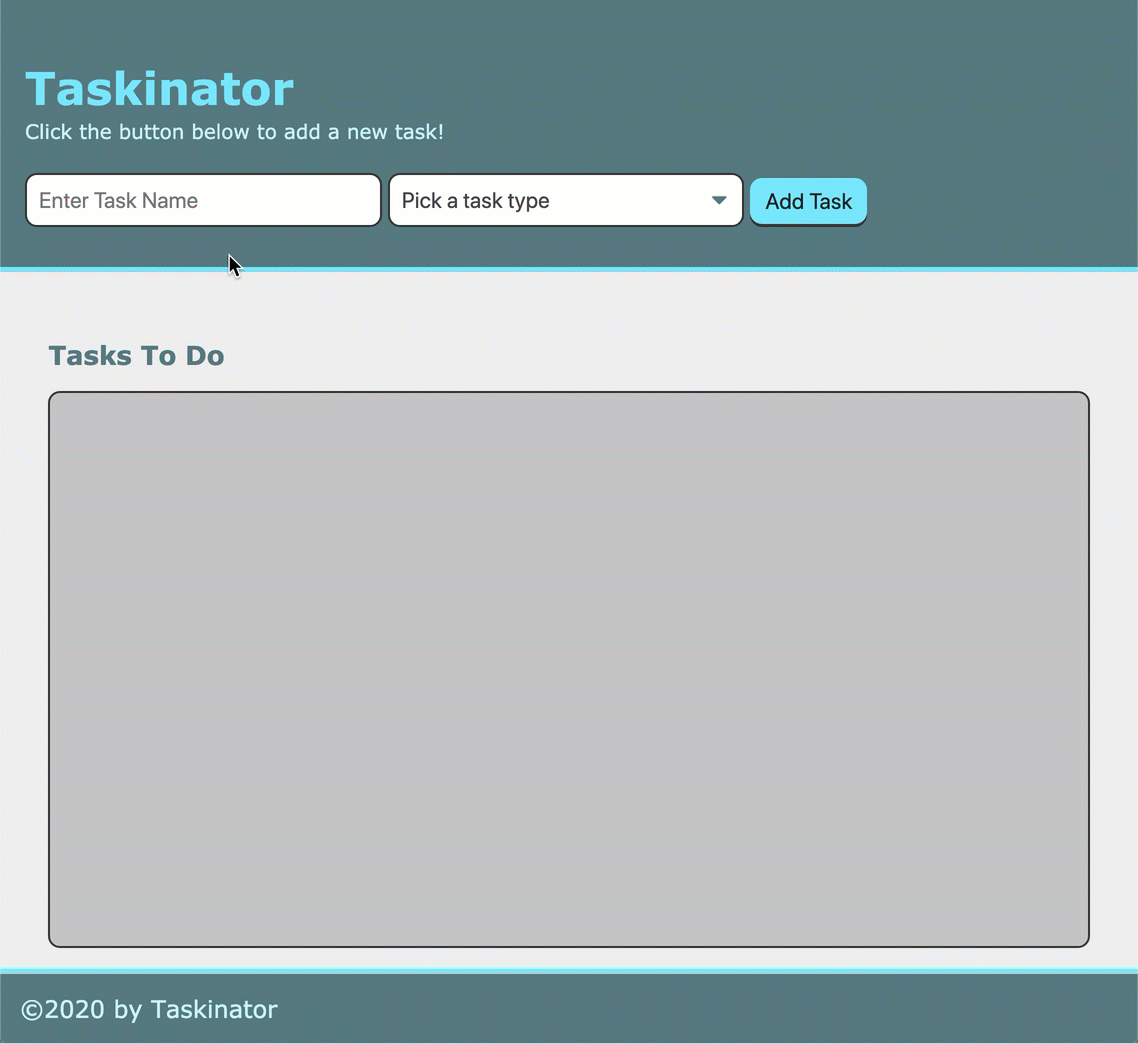 Taskinator
Click the button below to add a new task!
Enter Task Name
Pick a task type
Add Task
Tasks To Do
©2020 by Taskinator